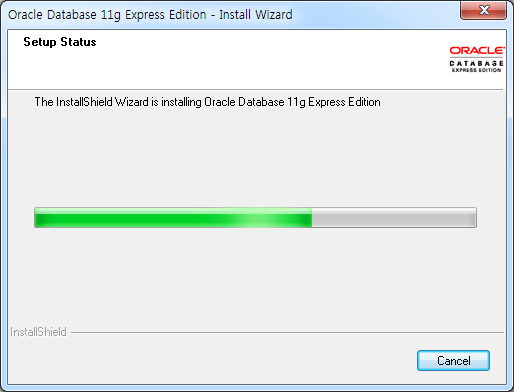 Oracle Database 11g Express Edition - Install Wizard
Setup Status
ORACLE
DATABASE
EXPRESS EDITION
The InstallShield Wizard is installing Oracle Database 11g Express Edition
InstallShield
Cancel